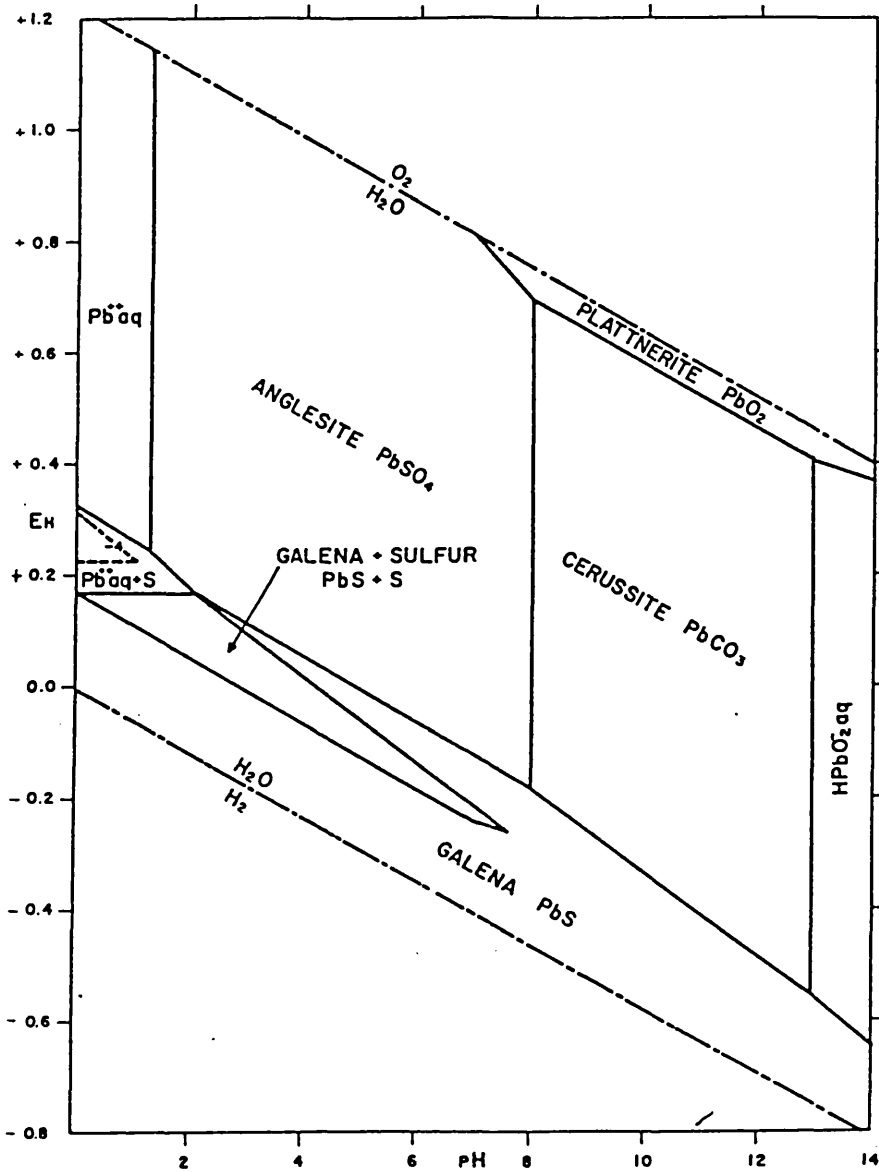 +1.2
+1.0
+0.8
+0.6
+0.4
EH
+0.2
0.0
-0.2
-0.4
-0.6
-0.8
O₂
H₂O
Pb⁺⁺aq
PLATTNERITE PbO₂
ANGLESITE PbSO₄
GALENA + SULFUR
PbS + S
-4
Pb⁺⁺aq+S
CERUSSITE PbCO₃
HPbO₂⁻aq
H₂O
H₂
GALENA PbS
2 4 6 pH 8 10 12 14